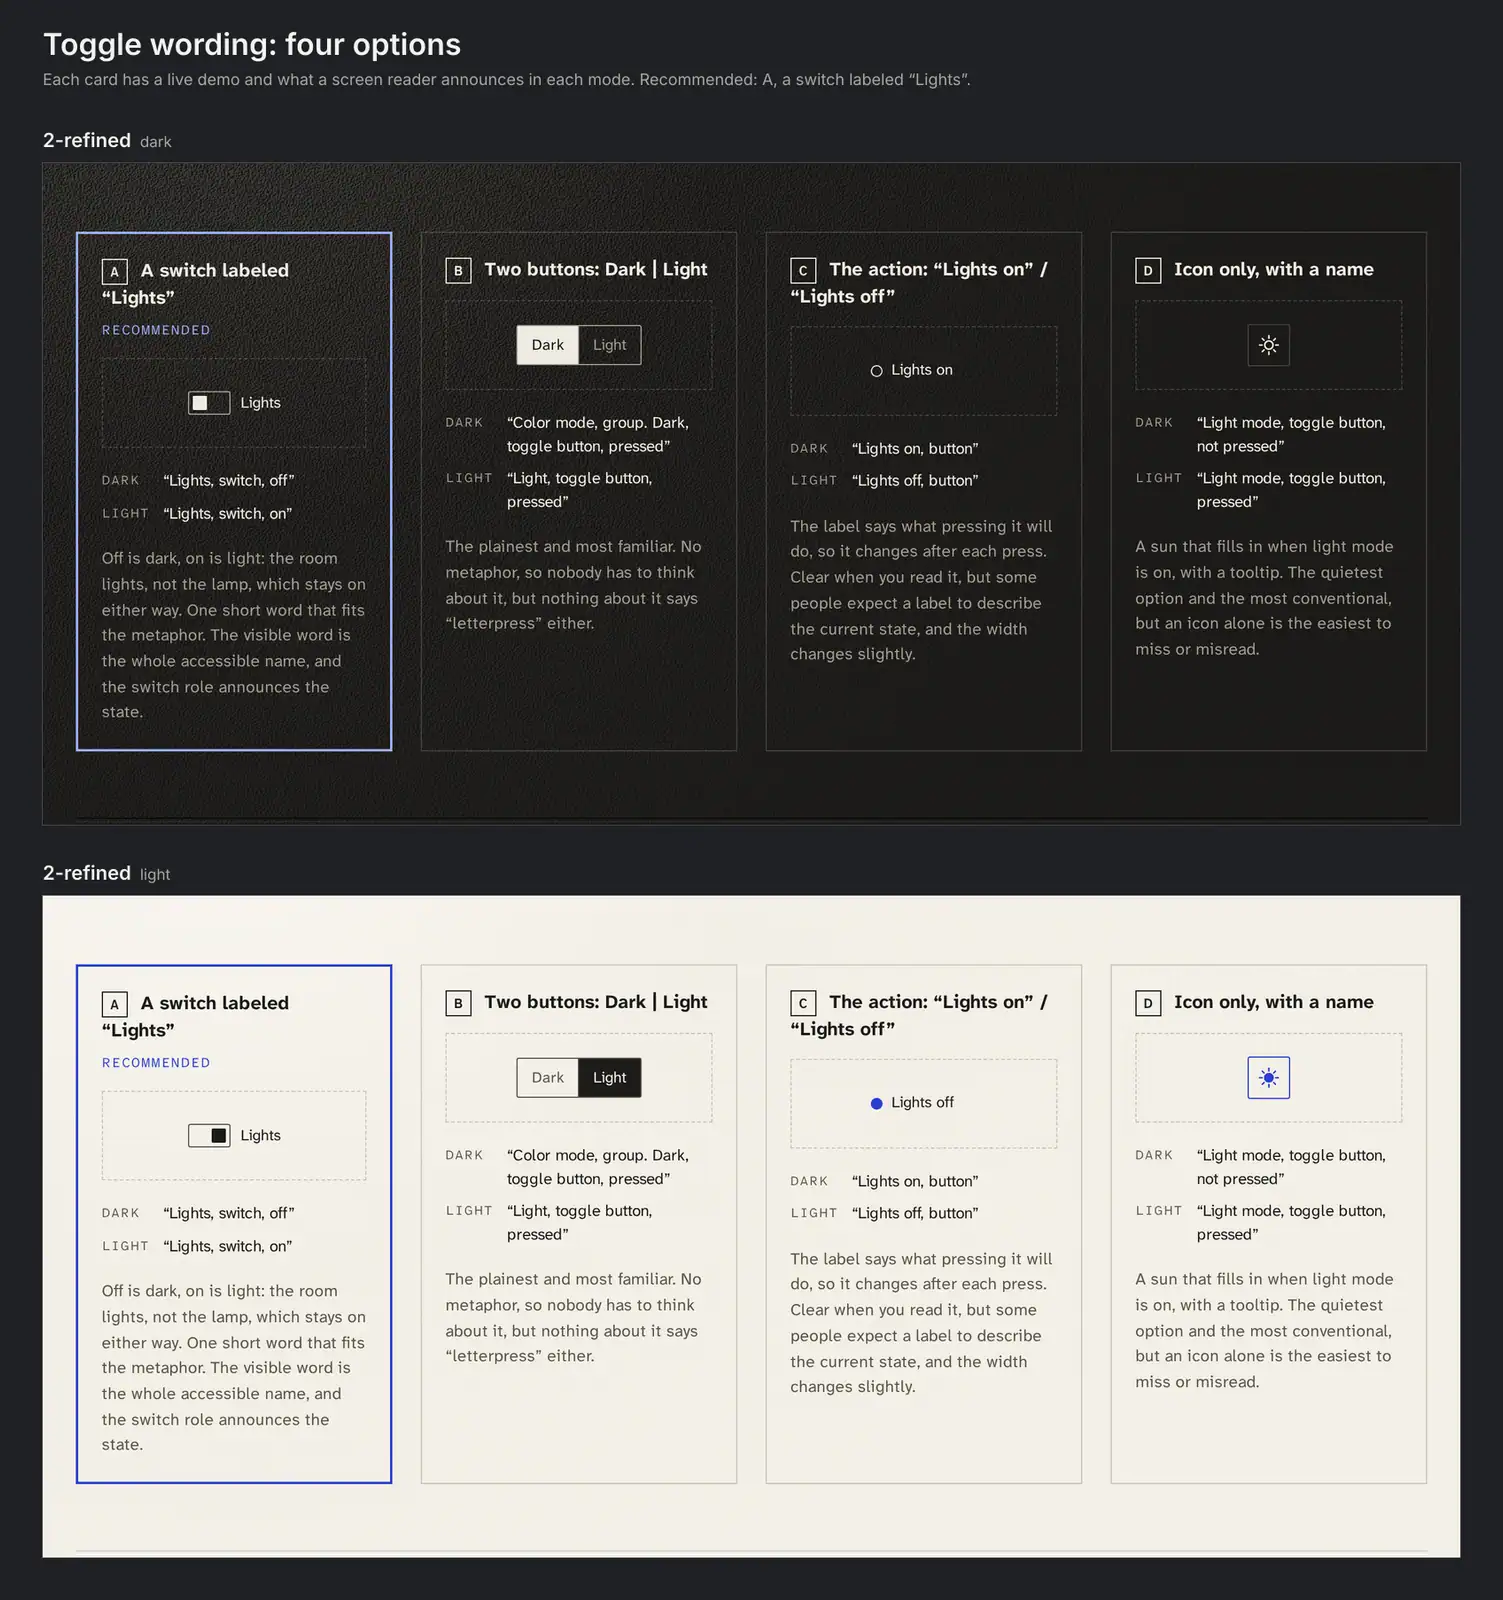 Toggle wording: four options
Each card has a live demo and what a screen reader announces in each mode. Recommended: A, a switch labeled “Lights”.
2-refined dark
A A switch labeled
“Lights”
RECOMMENDED
Lights
DARK “Lights, switch, off”
LIGHT “Lights, switch, on”
Off is dark, on is light: the room
lights, not the lamp, which stays on
either way. One short word that fits
the metaphor. The visible word is
the whole accessible name, and
the switch role announces the
state.
B Two buttons: Dark | Light
Dark Light
DARK “Color mode, group. Dark,
toggle button, pressed”
LIGHT “Light, toggle button,
pressed”
The plainest and most familiar. No
metaphor, so nobody has to think
about it, but nothing about it says
“letterpress” either.
C The action: “Lights on” /
“Lights off”
Lights on
DARK “Lights on, button”
LIGHT “Lights off, button”
The label says what pressing it will
do, so it changes after each press.
Clear when you read it, but some
people expect a label to describe
the current state, and the width
changes slightly.
D Icon only, with a name
DARK “Light mode, toggle button,
not pressed”
LIGHT “Light mode, toggle button,
pressed”
A sun that fills in when light mode
is on, with a tooltip. The quietest
option and the most conventional,
but an icon alone is the easiest to
miss or misread.
2-refined light
A A switch labeled
“Lights”
RECOMMENDED
Lights
DARK “Lights, switch, off”
LIGHT “Lights, switch, on”
Off is dark, on is light: the room
lights, not the lamp, which stays on
either way. One short word that fits
the metaphor. The visible word is
the whole accessible name, and
the switch role announces the
state.
B Two buttons: Dark | Light
Dark Light
DARK “Color mode, group. Dark,
toggle button, pressed”
LIGHT “Light, toggle button,
pressed”
The plainest and most familiar. No
metaphor, so nobody has to think
about it, but nothing about it says
“letterpress” either.
C The action: “Lights on” /
“Lights off”
Lights off
DARK “Lights on, button”
LIGHT “Lights off, button”
The label says what pressing it will
do, so it changes after each press.
Clear when you read it, but some
people expect a label to describe
the current state, and the width
changes slightly.
D Icon only, with a name
DARK “Light mode, toggle button,
not pressed”
LIGHT “Light mode, toggle button,
pressed”
A sun that fills in when light mode
is on, with a tooltip. The quietest
option and the most conventional,
but an icon alone is the easiest to
miss or misread.